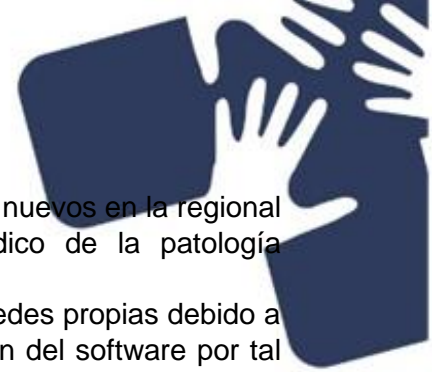 nuevos en la regional
dico de la patología
edes propias debido a
n del software por tal